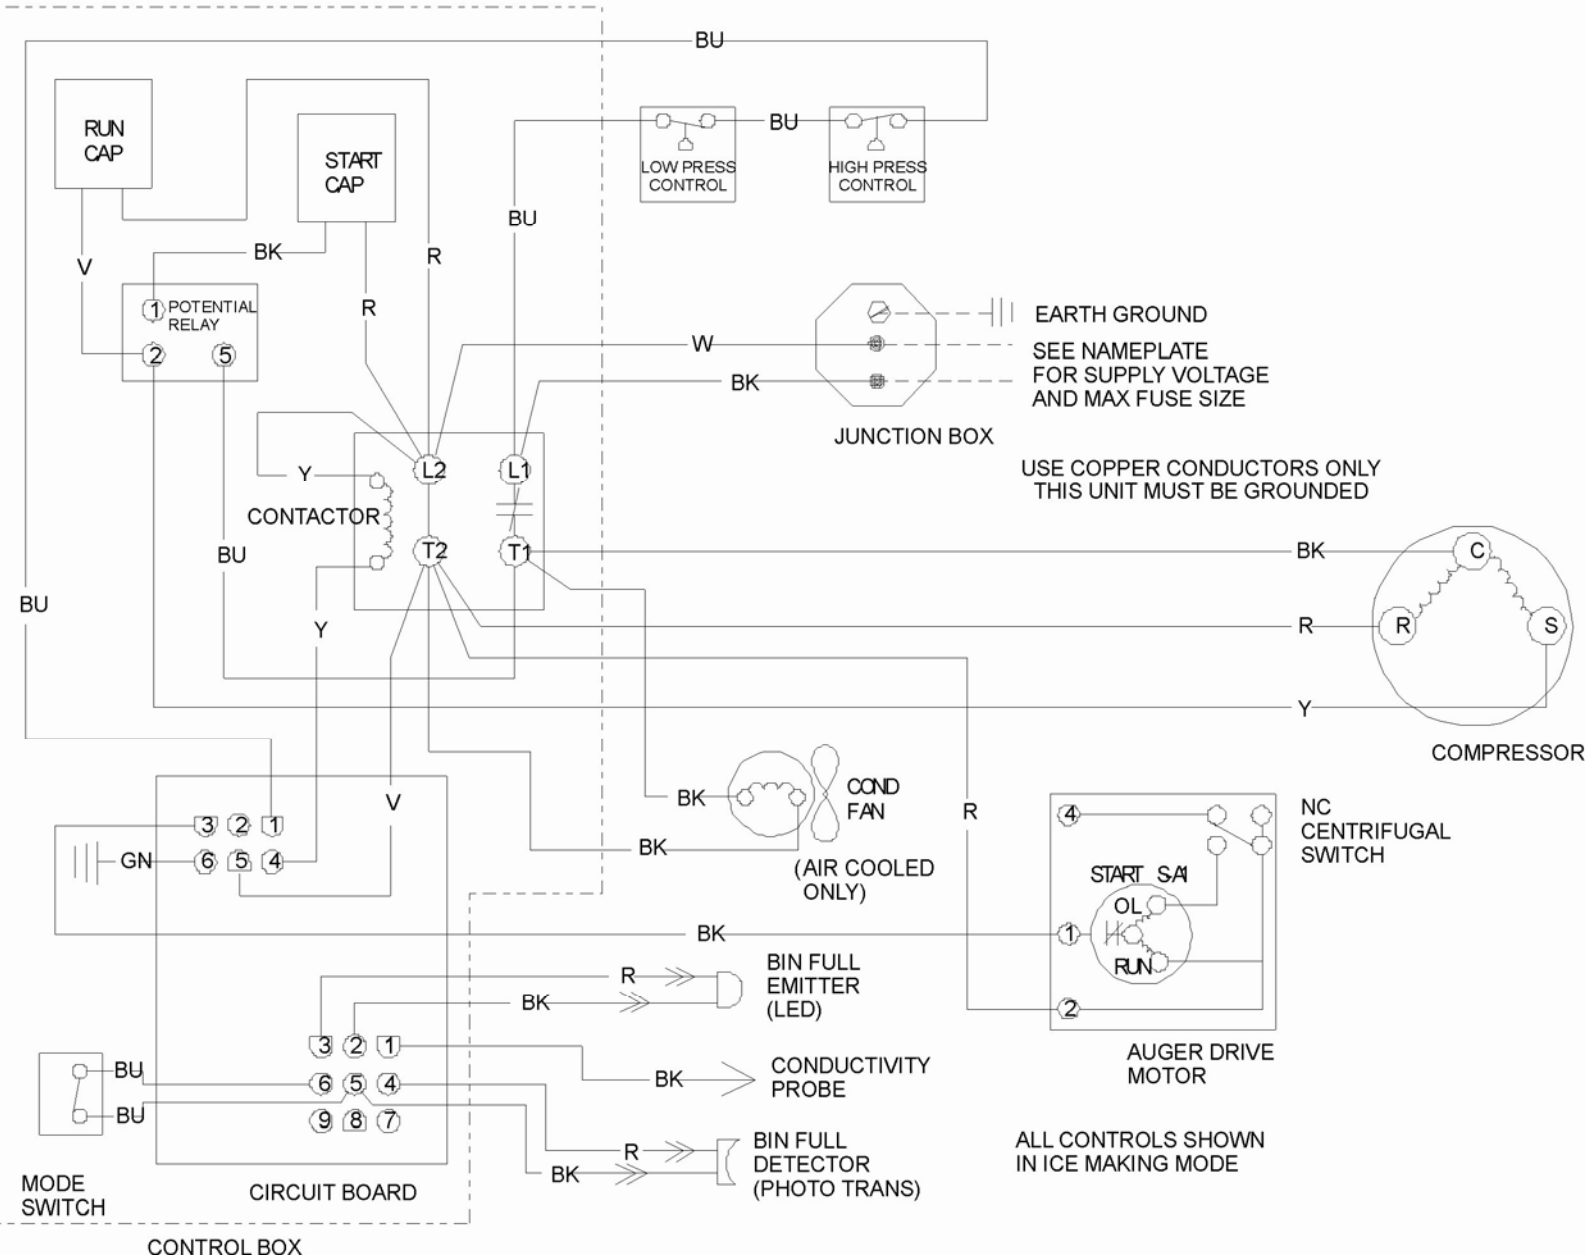 BU
RUN
CAP
START
CAP
BU
LOW PRESS
CONTROL
HIGH PRESS
CONTROL
BU
BK
R
V
R
1
POTENTIAL
RELAY
2
5
EARTH GROUND
W
SEE NAMEPLATE
FOR SUPPLY VOLTAGE
AND MAX FUSE SIZE
BK
JUNCTION BOX
USE COPPER CONDUCTORS ONLY
THIS UNIT MUST BE GROUNDED
L2
L1
Y
CONTACTOR
BU
T2
T1
BK
C
BU
Y
R
R
S
Y
COMPRESSOR
V
BK
COND
FAN
R
BK
(AIR COOLED
ONLY)
3
2
1
GN
6
5
4
4
NC
CENTRIFUGAL
SWITCH
START
S-A1
OL
BK
1
RUN
2
AUGER DRIVE
MOTOR
R
BK
BIN FULL
EMITTER
(LED)
3
2
1
BK
CONDUCTIVITY
PROBE
BU
BU
6
5
4
9
8
7
R
BK
BIN FULL
DETECTOR
(PHOTO TRANS)
ALL CONTROLS SHOWN
IN ICE MAKING MODE
MODE
SWITCH
CIRCUIT BOARD
CONTROL BOX